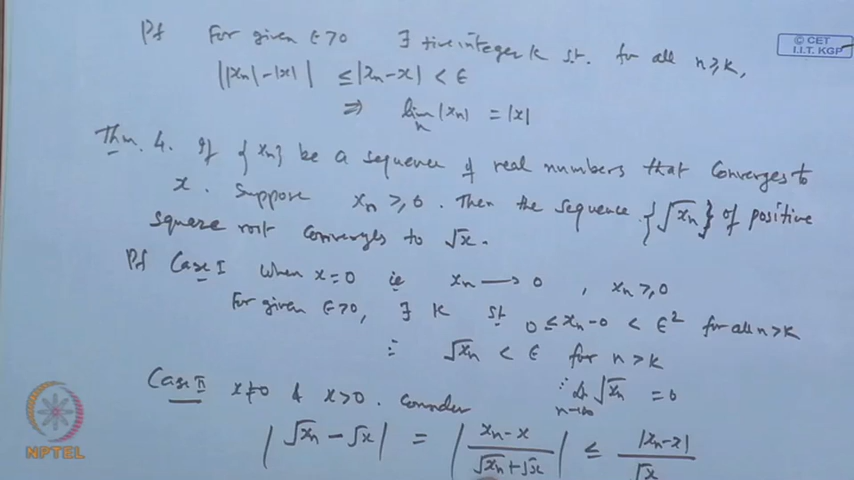 Pf For given ε>0 ∃ +ive integer K s.t. for all n ≥ K,
© CET
I.I.T. KGP
||xn| - |x|| ≤ |xn - x| < ε
⇒ lim n |xn| = |x|
Thm. 4. If {xn} be a sequence of real numbers that converges to
x. Suppose xn ≥ 0. Then the sequence {√xn} of positive
square root converges to √x.
Pf Case I When x=0 ie xn → 0, xn ≥ 0
For given ε>0, ∃ K st 0 ≤ xn-0 < ε² for all n>K
∴ √xn < ε for n>K
∴ lim n→∞ √xn = 0
Case II x≠0 & x>0. Consider
|√xn - √x| = | xn-x / √xn+√x | ≤ |xn-x| / √x
NPTEL